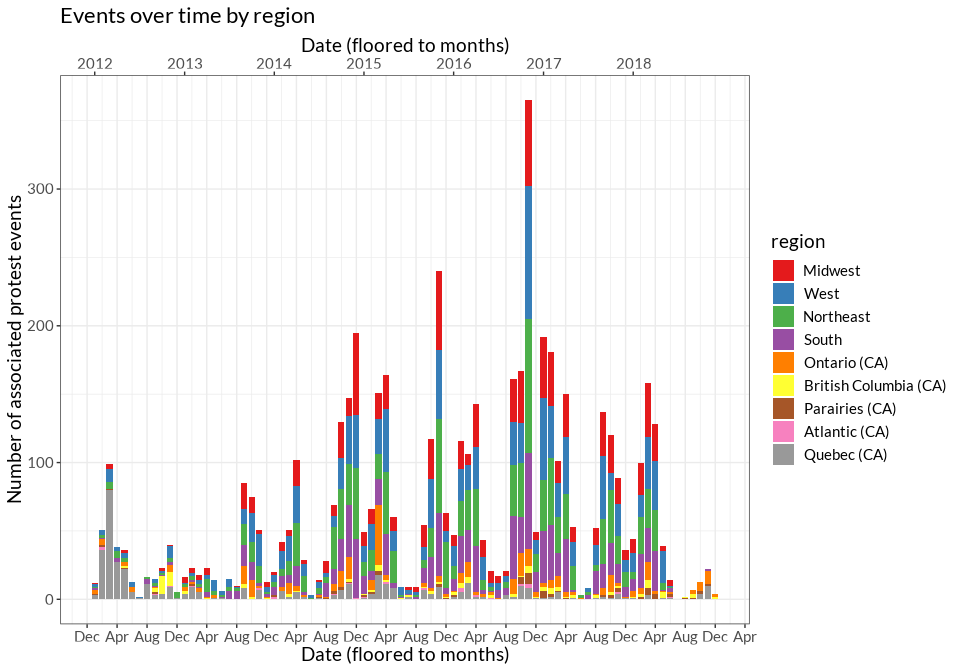 Events over time by region
Date (floored to months)
2012 2013 2014 2015 2016 2017 2018
Number of associated protest events
300
200
100
0
Dec Apr Aug Dec Apr Aug Dec Apr Aug Dec Apr Aug Dec Apr Aug Dec Apr Aug Dec Apr Aug Dec Apr
Date (floored to months)
region
Midwest
West
Northeast
South
Ontario (CA)
British Columbia (CA)
Parairies (CA)
Atlantic (CA)
Quebec (CA)